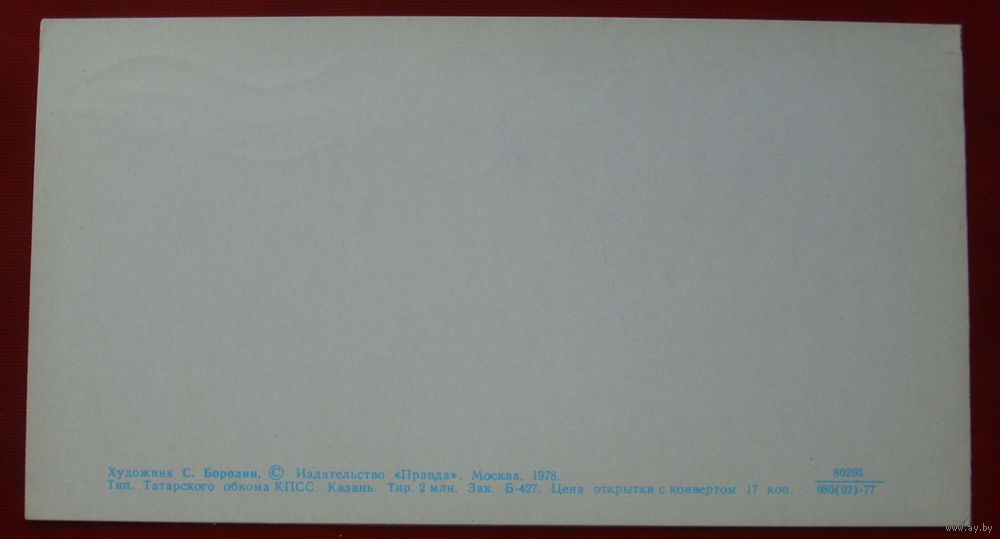 Художник С. Боролин. © Издательство «Правда». Москва. 1978.
Тип. Татарского обкома КПСС. Казань. Тир. 2 млн. Зак. Б-427. Цена открытки с конвертом 17 коп.
80205
080(02)-77
www.ay.by